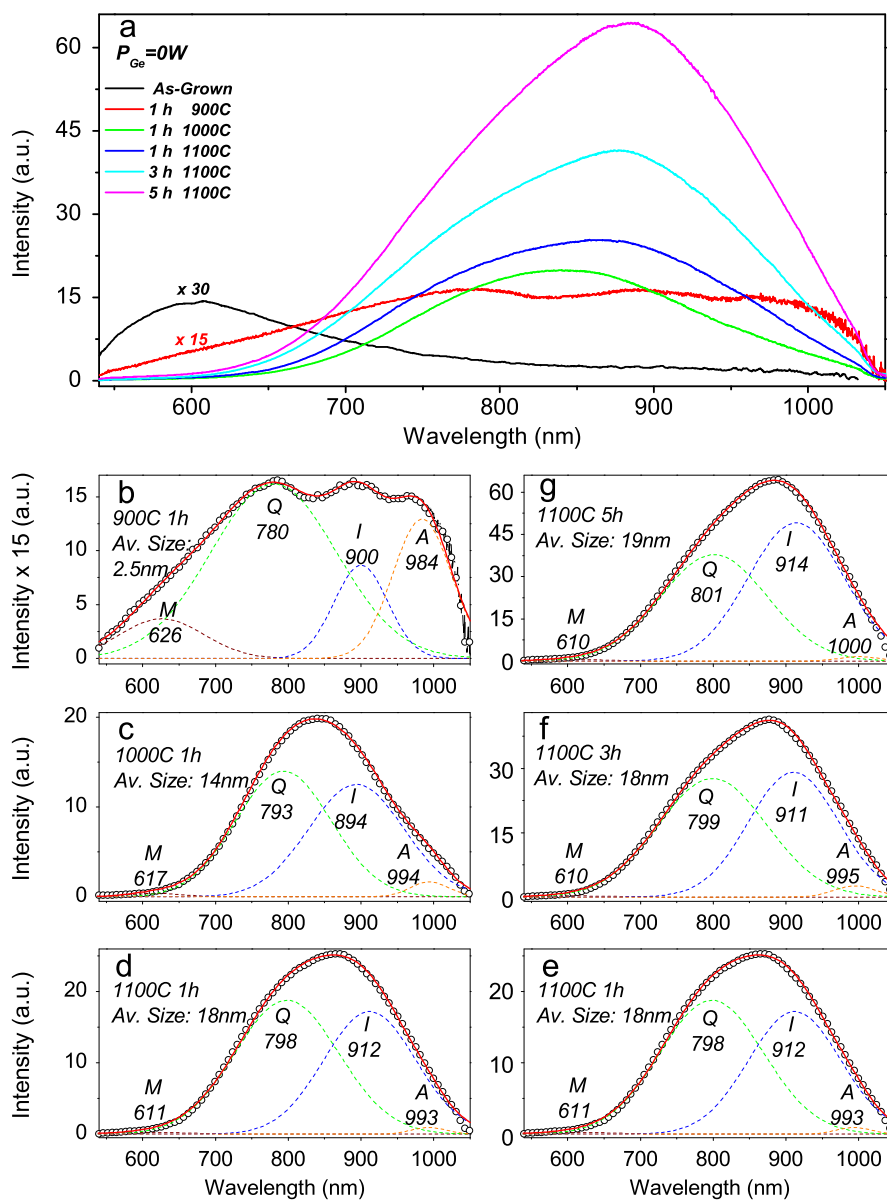 a
P_Ge=0W
As-Grown
1 h 900C
1 h 1000C
1 h 1100C
3 h 1100C
5 h 1100C
x 30
x 15
60
45
30
15
0
Intensity (a.u.)
600 700 800 900 1000
Wavelength (nm)
b
900C 1h
Av. Size:
2.5nm
M
626
Q
780
I
900
A
984
15
10
5
0
Intensity x 15 (a.u.)
600 700 800 900 1000
g
1100C 5h
Av. Size: 19nm
M
610
Q
801
I
914
A
1000
60
45
30
15
0
600 700 800 900 1000
c
1000C 1h
Av. Size: 14nm
M
617
Q
793
I
894
A
994
20
10
0
Intensity (a.u.)
600 700 800 900 1000
f
1100C 3h
Av. Size: 18nm
M
610
Q
799
I
911
A
995
30
15
0
600 700 800 900 1000
d
1100C 1h
Av. Size: 18nm
M
611
Q
798
I
912
A
993
20
10
0
Intensity (a.u.)
600 700 800 900 1000
Wavelength (nm)
e
1100C 1h
Av. Size: 18nm
M
611
Q
798
I
912
A
993
20
10
0
600 700 800 900 1000
Wavelength (nm)